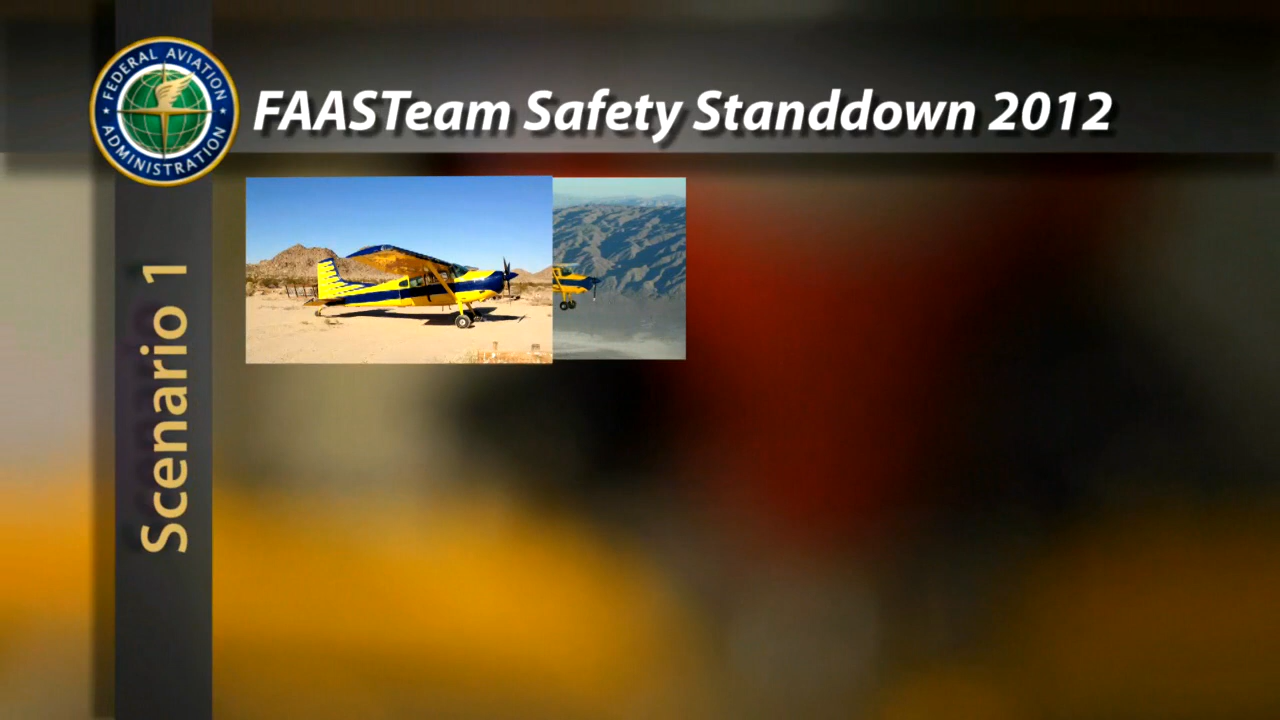 FEDERAL AVIATION
ADMINISTRATION
FAASTeam Safety Standdown 2012
Scenario 1